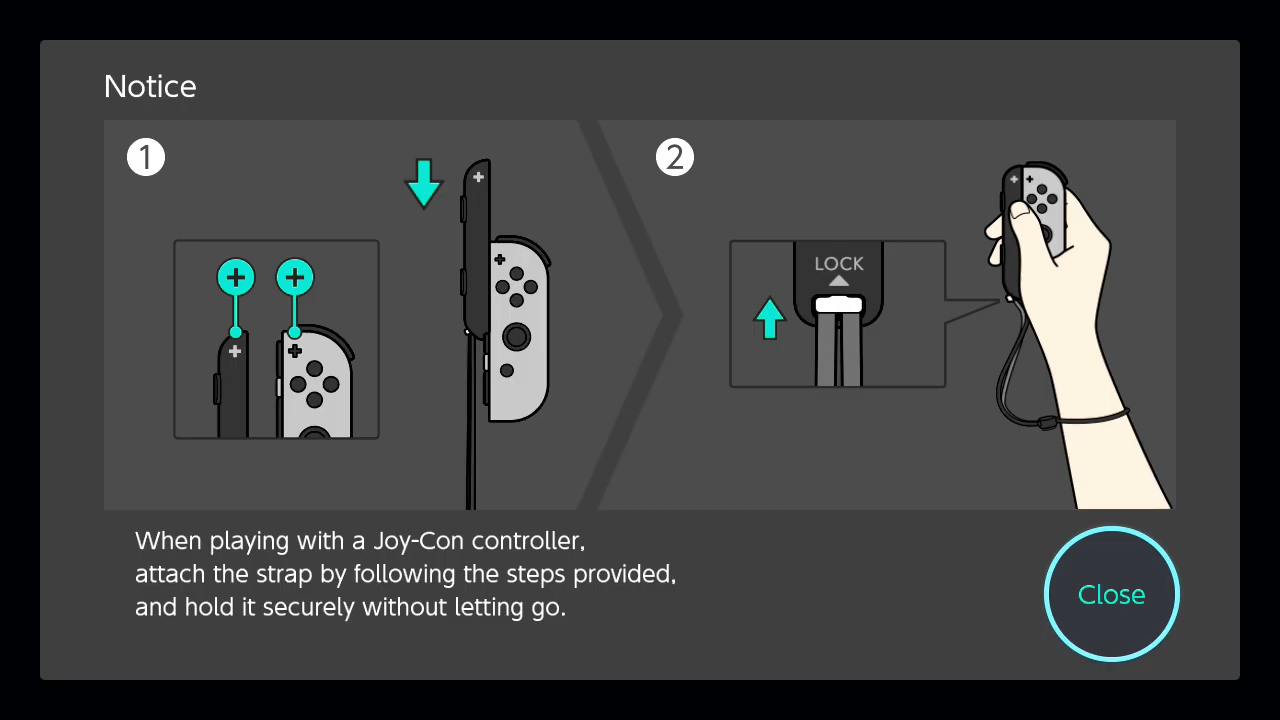 Notice
1
2
LOCK
When playing with a Joy-Con controller,
attach the strap by following the steps provided,
and hold it securely without letting go.
Close